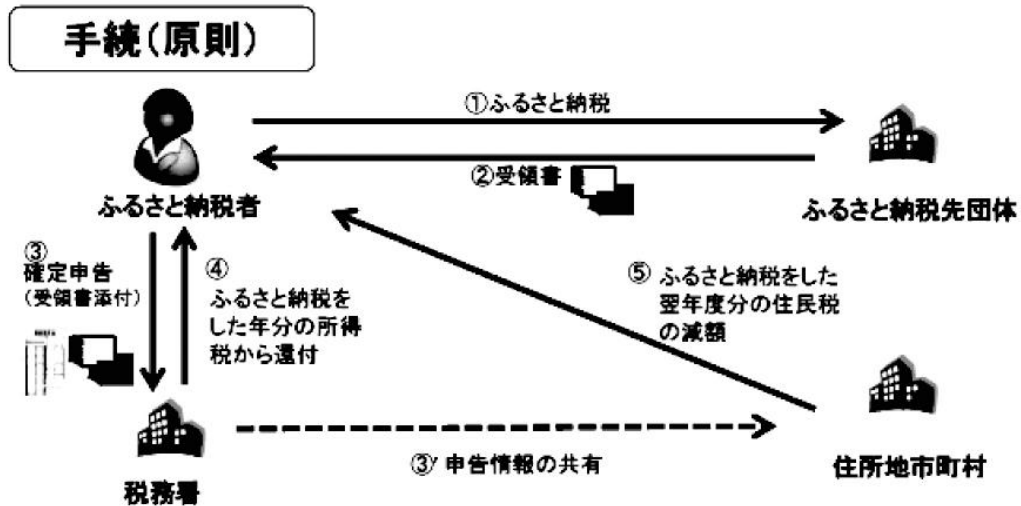 手続(原則)
①ふるさと納税
②受領書
ふるさと納税者
ふるさと納税先団体
③
確定申告
(受領書添付)
④
ふるさと納税を
した年分の所得
税から還付
⑤ ふるさと納税をした
翌年度分の住民税
の減額
③' 申告情報の共有
税務署
住所地市町村